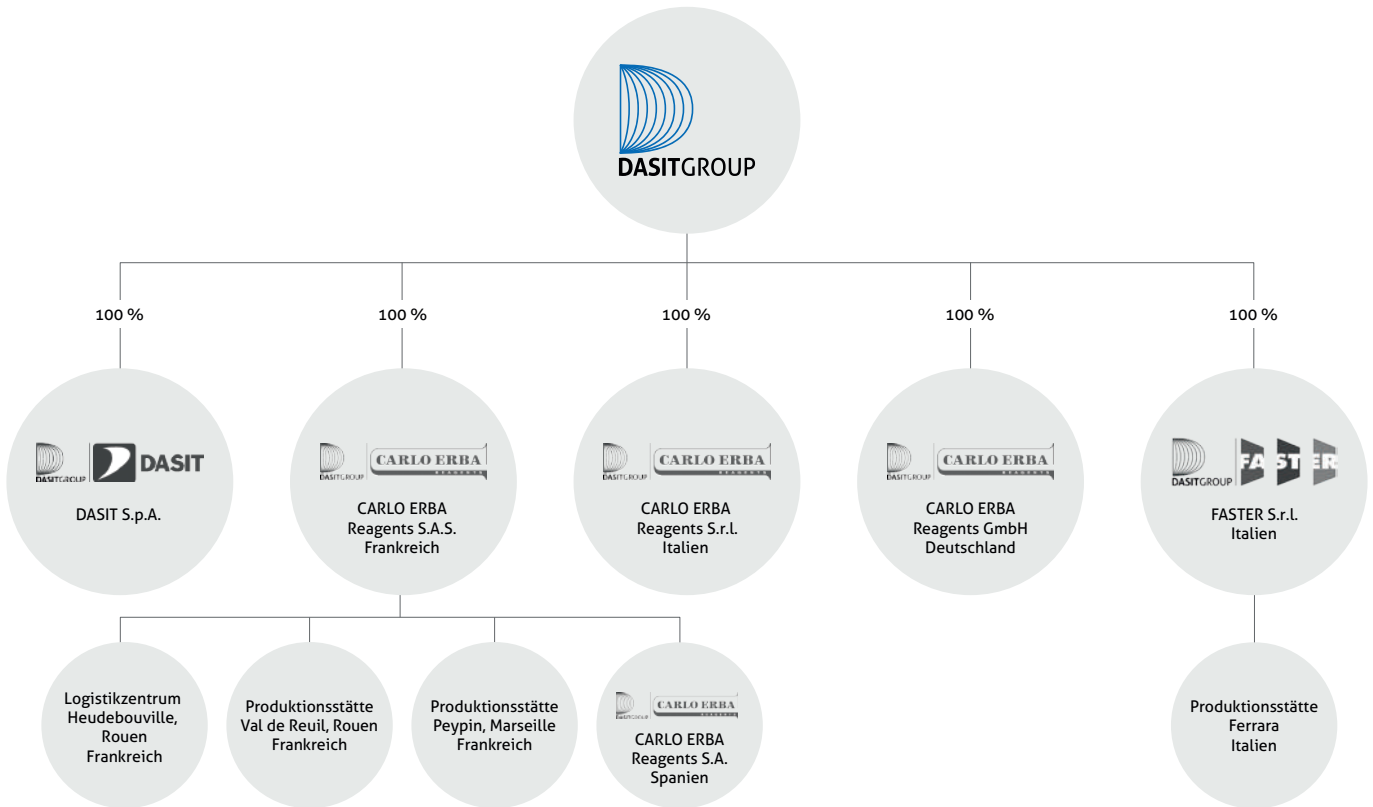 DASITGROUP
100 %
100 %
100 %
100 %
100 %
DASITGROUP
DASIT
DASIT S.p.A.
DASITGROUP
CARLO ERBA
REAGENTS
CARLO ERBA
Reagents S.A.S.
Frankreich
DASITGROUP
CARLO ERBA
REAGENTS
CARLO ERBA
Reagents S.r.l.
Italien
DASITGROUP
CARLO ERBA
REAGENTS
CARLO ERBA
Reagents GmbH
Deutschland
DASITGROUP
FASTER
FASTER S.r.l.
Italien
Logistikzentrum
Heudebouville,
Rouen
Frankreich
Produktionsstätte
Val de Reuil, Rouen
Frankreich
Produktionsstätte
Peypin, Marseille
Frankreich
DASITGROUP
CARLO ERBA
REAGENTS
CARLO ERBA
Reagents S.A.
Spanien
Produktionsstätte
Ferrara
Italien